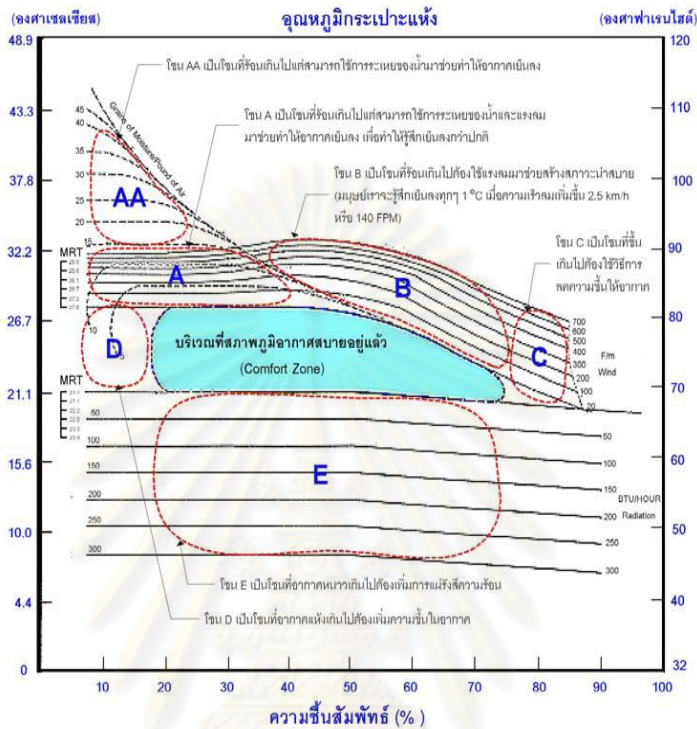 (องศาเซลเซียส)
อุณหภูมิกระเปาะแห้ง
(องศาฟาเรนไฮต์)
48.9
120
โซน AA เป็นโซนที่ร้อนเกินไปแก่สามารถใช้การระเหยของน้ำมาช่วยทำให้อากาศเย็นลง
43.3
110
45
40
Grains of Moisture/Pound of Air
โซน A เป็นโซนที่ร้อนเกินไปแก่สามารถใช้การระเหยของน้ำและแรงลม
มาช่วยทำให้อากาศเย็นลง เพื่อทำให้รู้สึกเย็นลงกว่าปกติ
35
37.8
100
30
AA
25
20
15
โซน B เป็นโซนที่ร้อนเกินไปต้องใช้แรงลมมาช่วยสร้างสภาวะน่าสบาย
(มนุษย์เราจะรู้สึกเย็นลงทุกๆ 1 °C เมื่อความเร็วลมเพิ่มขึ้น 2.5 km/h
หรือ 140 FPM)
โซน C เป็นโซนที่ชื้น
เกินไปต้องใช้วิธีการ
ลดความชื้นให้อากาศ
32.2
90
MRT
A
B
26.7
80
10
5
D
บริเวณที่สภาพภูมิอากาศสบายอยู่แล้ว
(Comfort Zone)
C
700
600
500
400
300
200
100
20
F/m
Wind
21.1
70
MRT
50
50
100
100
15.6
60
150
150
E
200
200
BTU/HOUR
Radiation
10.0
50
250
250
300
300
โซน E เป็นโซนที่อากาศหนาวเกินไปต้องเพิ่มการแผ่รังสีความร้อน
4.4
40
โซน D เป็นโซนที่อากาศแห้งเกินไปต้องเพิ่มความชื้นในอากาศ
0
32
10 20 30 40 50 60 70 80 90 100
ความชื้นสัมพัทธ์ (% )